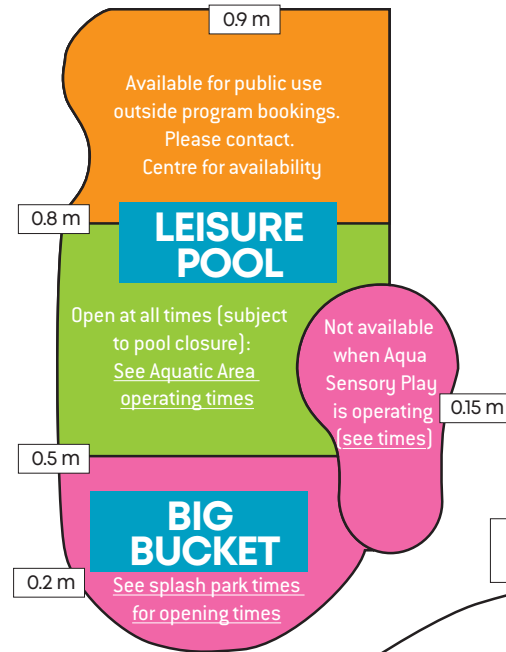 0.9 m
Available for public use
outside program bookings.
Please contact.
Centre for availability
0.8 m
LEISURE
POOL
Open at all times (subject
to pool closure):
See Aquatic Area
operating times
Not available
when Aqua
Sensory Play
is operating
(see times)
0.15 m
0.5 m
BIG
BUCKET
0.2 m
See splash park times
for opening times